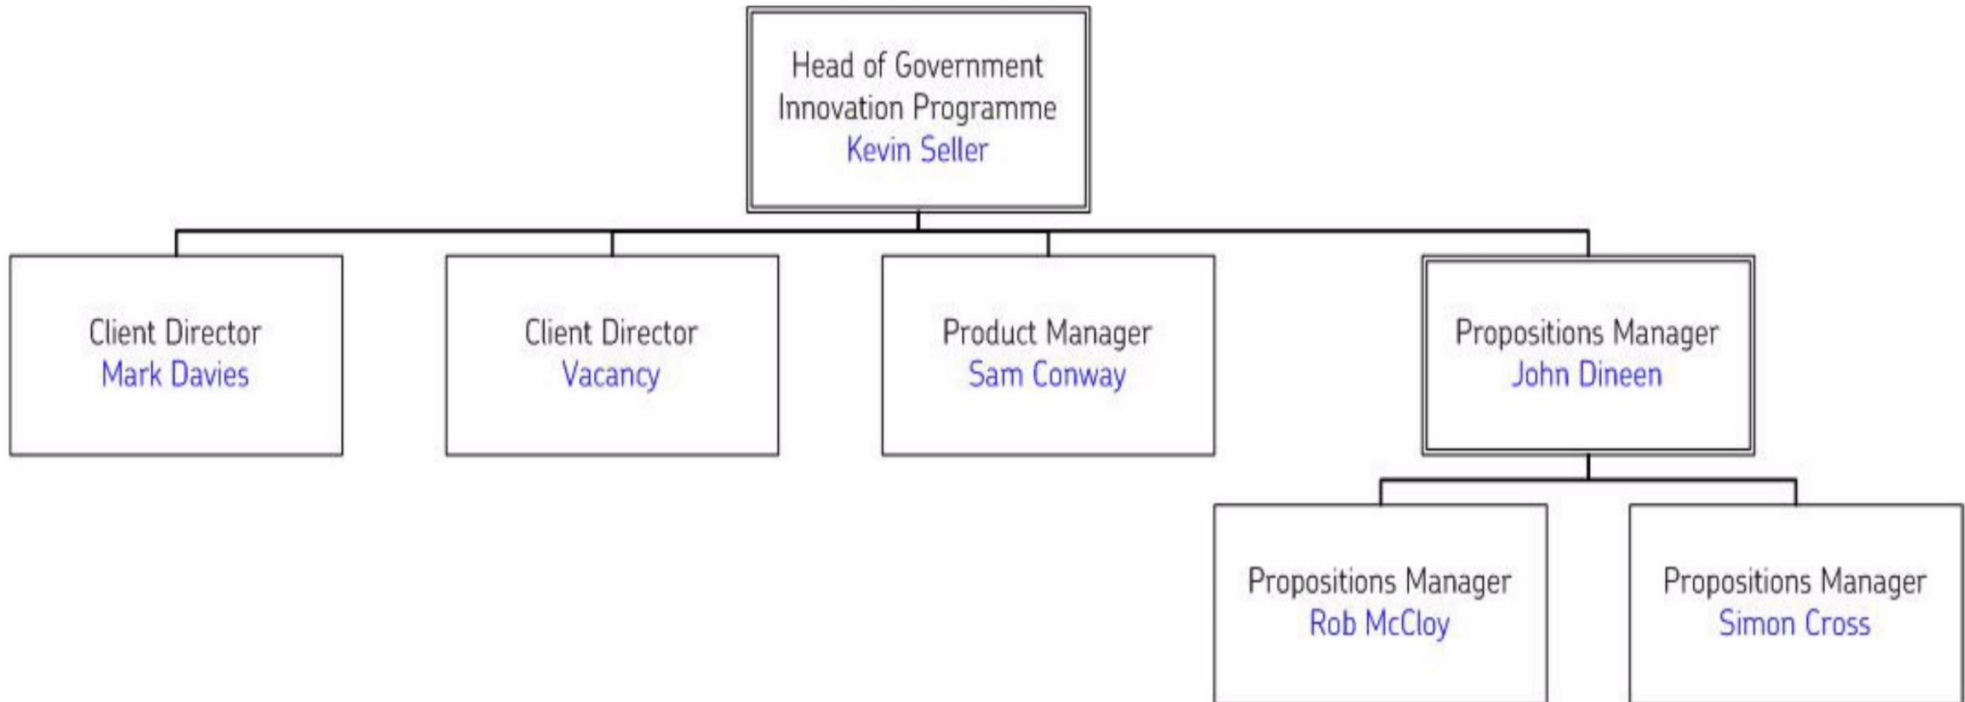 Head of Government
Innovation Programme
Kevin Seller
Client Director
Mark Davies
Client Director
Vacancy
Product Manager
Sam Conway
Propositions Manager
John Dineen
Propositions Manager
Rob McCloy
Propositions Manager
Simon Cross